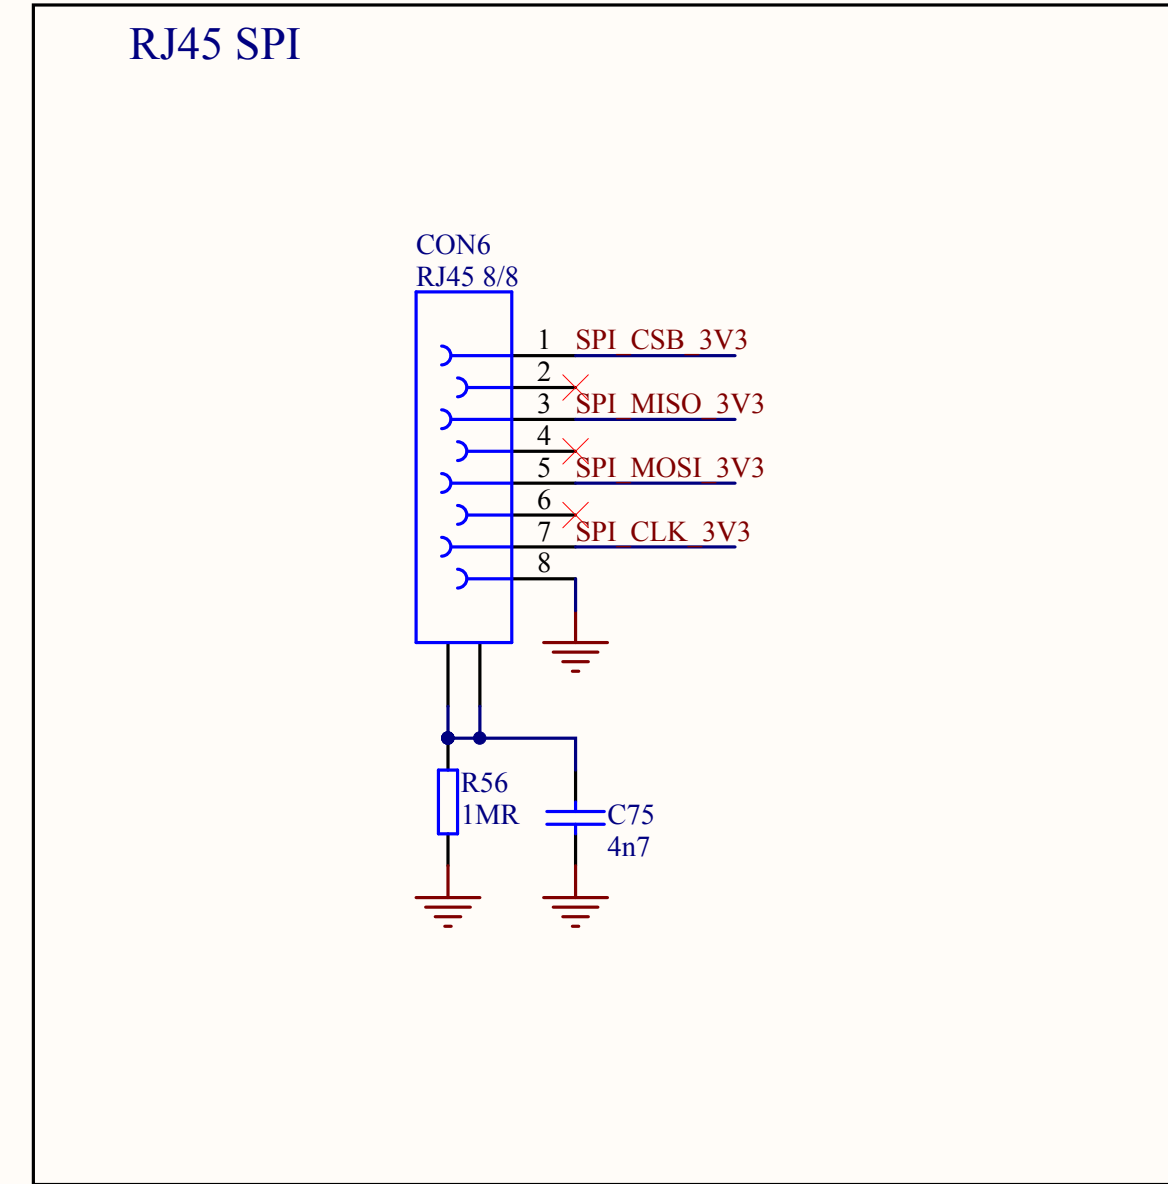 RJ45 SPI
CON6
RJ45 8/8
1 SPI_CSB_3V3
2
3 SPI_MISO_3V3
4
5 SPI_MOSI_3V3
6
7 SPI_CLK_3V3
8
R56
1MR
C75
4n7